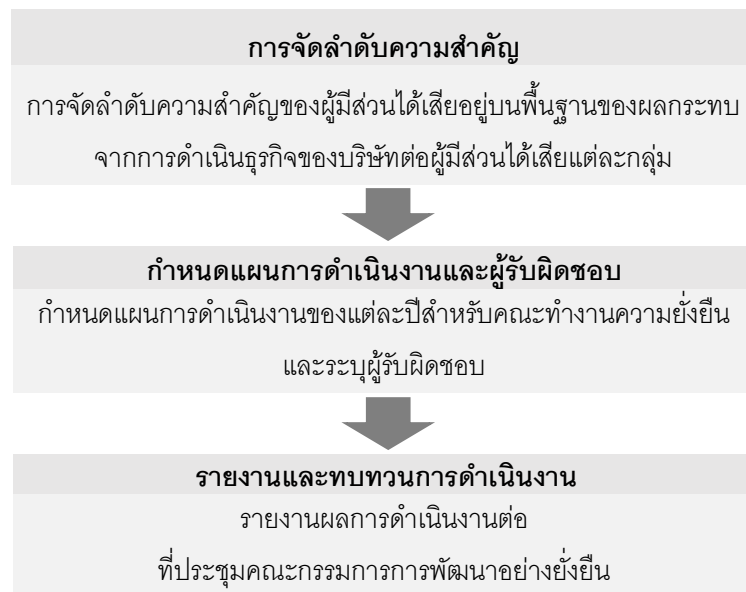 การจัดลำดับความสำคัญ
การจัดลำดับความสำคัญของผู้มีส่วนได้เสียอยู่บนพื้นฐานของผลกระทบ
จากการดำเนินธุรกิจของบริษัทต่อผู้มีส่วนได้เสียแต่ละกลุ่ม
กำหนดแผนการดำเนินงานและผู้รับผิดชอบ
กำหนดแผนการดำเนินงานของแต่ละปีสำหรับคณะทำงานความยั่งยืน
และระบุผู้รับผิดชอบ
รายงานและทบทวนการดำเนินงาน
รายงานผลการดำเนินงานต่อ
ที่ประชุมคณะกรรมการการพัฒนาอย่างยั่งยืน